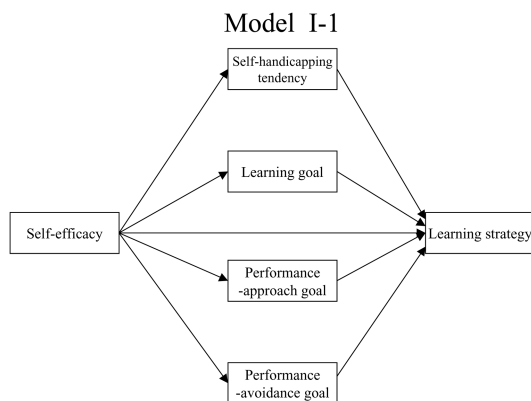 Model I-1
Self-handicapping
tendency
Learning goal
Self-efficacy
Learning strategy
Performance
-approach goal
Performance
-avoidance goal